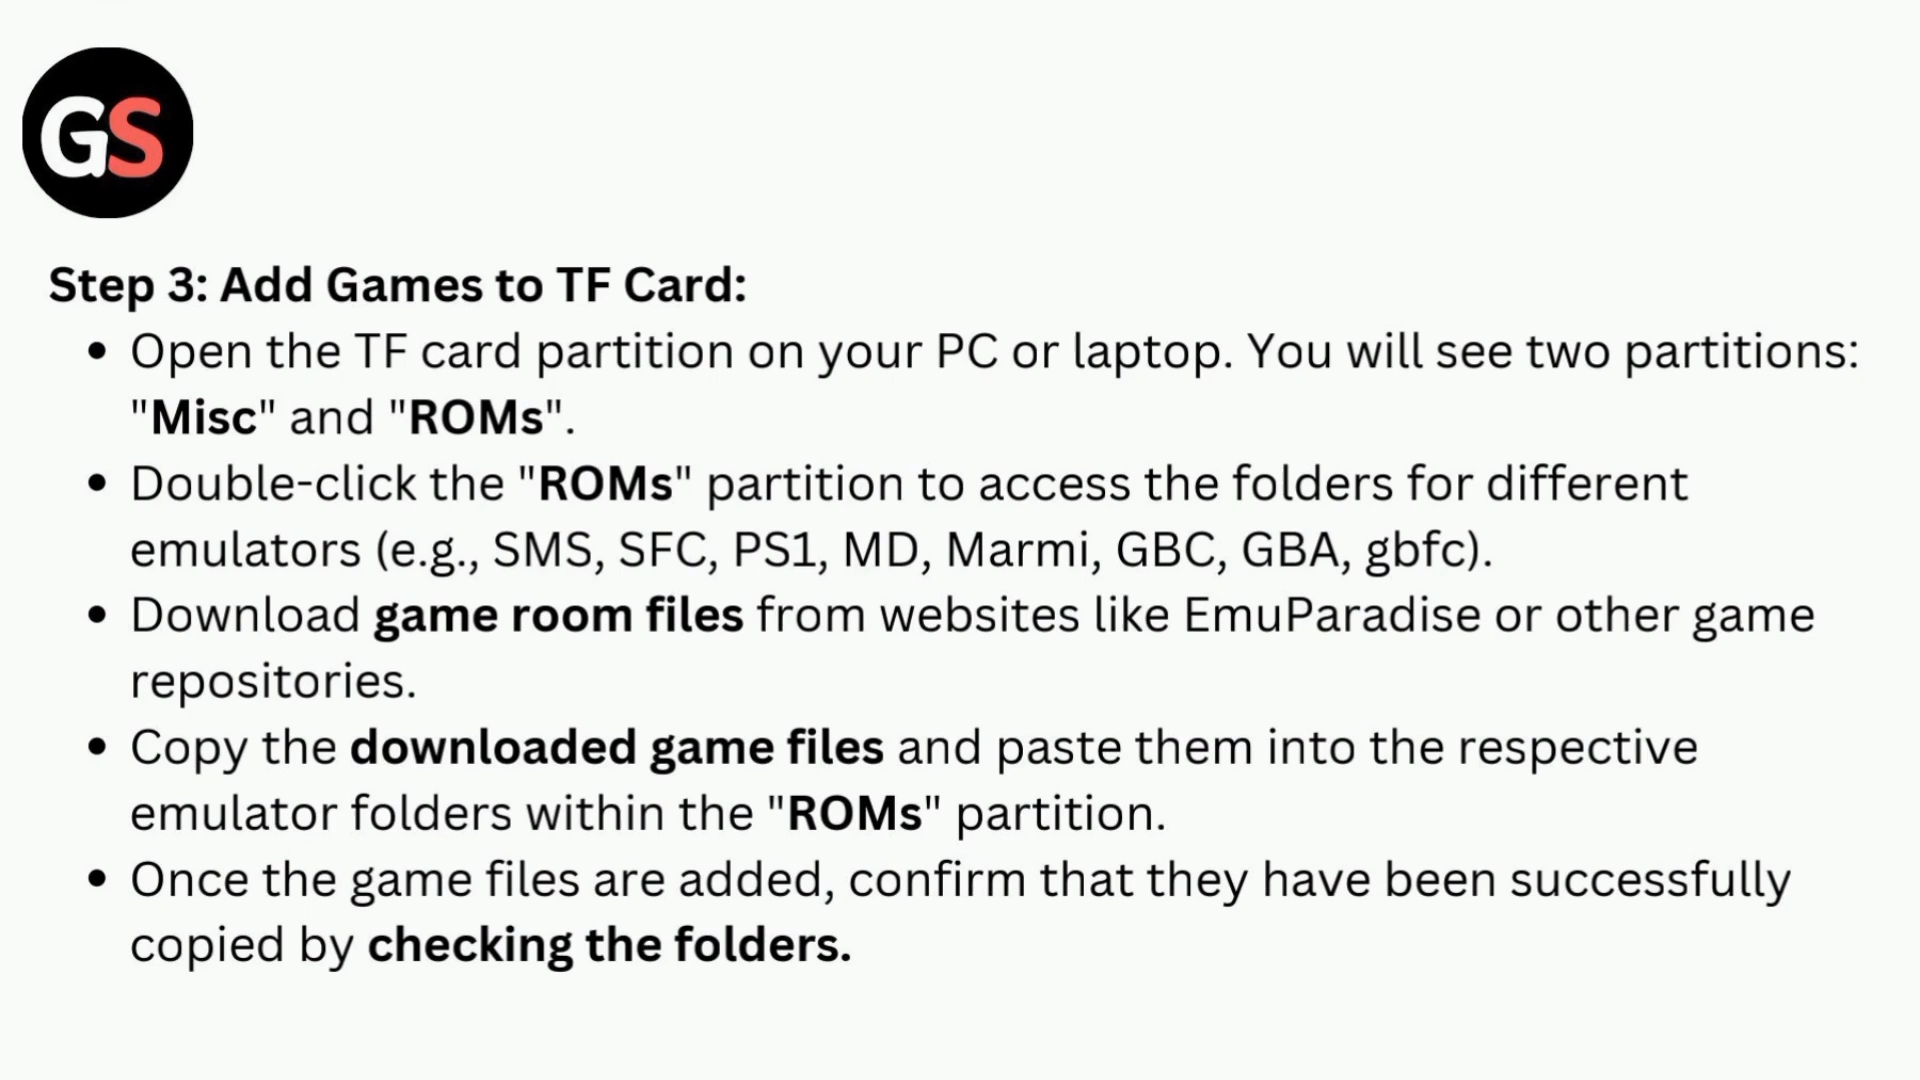 GS
Step 3: Add Games to TF Card:
• Open the TF card partition on your PC or laptop. You will see two partitions:
"Misc" and "ROMs".
• Double-click the "ROMs" partition to access the folders for different
emulators (e.g., SMS, SFC, PS1, MD, Marmi, GBC, GBA, gbfc).
• Download game room files from websites like EmuParadise or other game
repositories.
• Copy the downloaded game files and paste them into the respective
emulator folders within the "ROMs" partition.
• Once the game files are added, confirm that they have been successfully
copied by checking the folders.